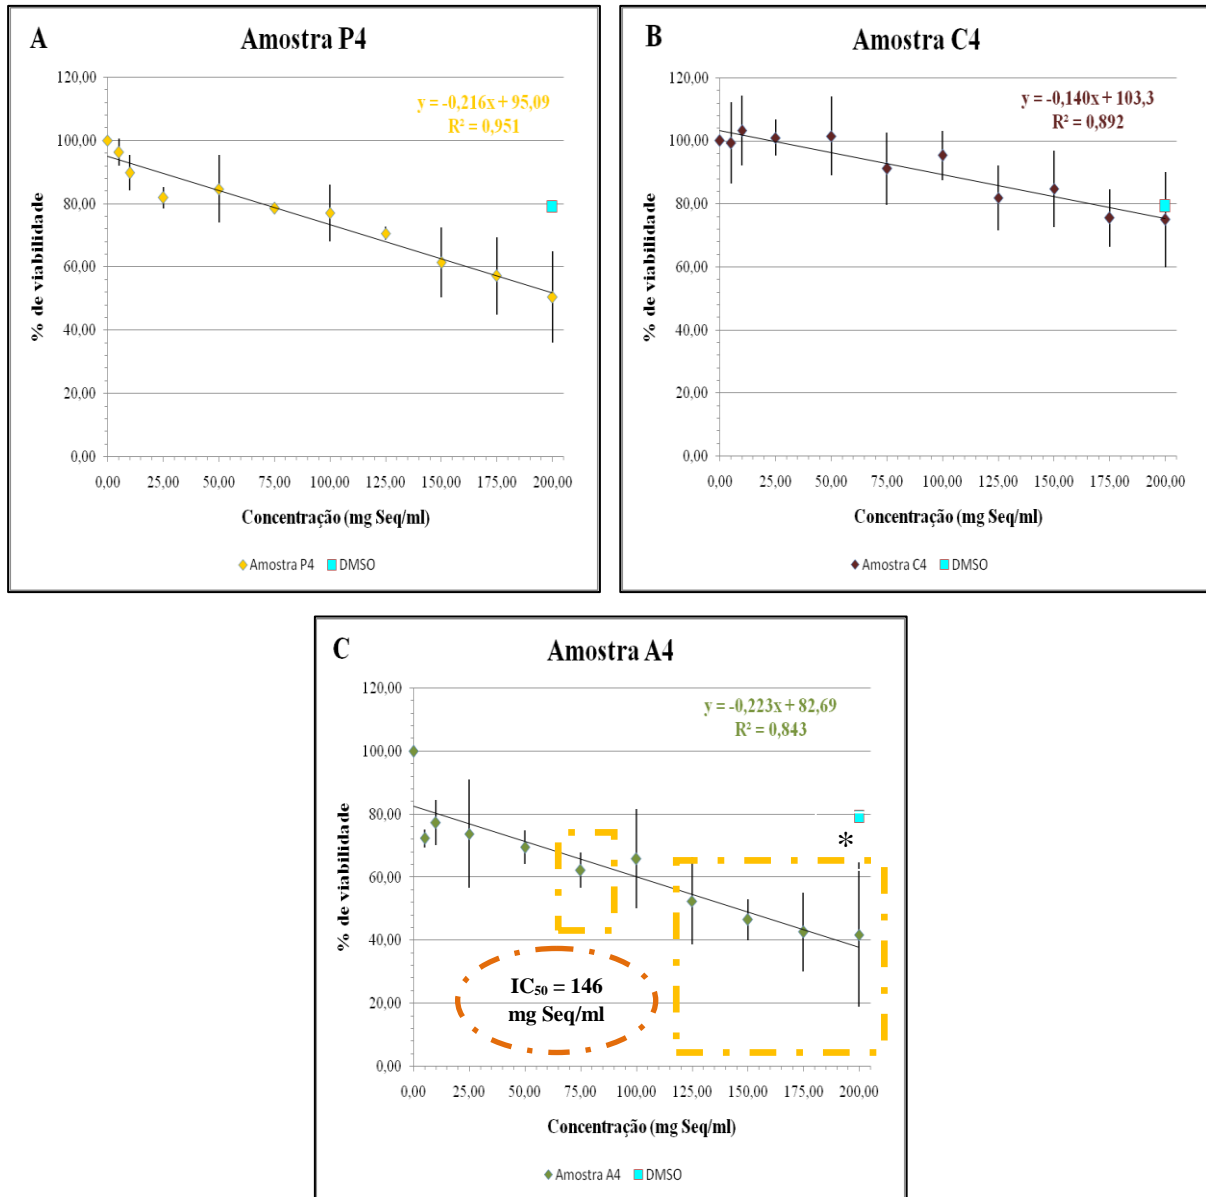 A
Amostra P4
y = -0,216x + 95,09
R² = 0,951
120,00
100,00
80,00
60,00
40,00
20,00
0,00
% de viabilidade
0,00 25,00 50,00 75,00 100,00 125,00 150,00 175,00 200,00
Concentração (mg Seq/ml)
Amostra P4 DMSO
B
Amostra C4
y = -0,140x + 103,3
R² = 0,892
120,00
100,00
80,00
60,00
40,00
20,00
0,00
% de viabilidade
0,00 25,00 50,00 75,00 100,00 125,00 150,00 175,00 200,00
Concentração (mg Seq/ml)
Amostra C4 DMSO
C
Amostra A4
y = -0,223x + 82,69
R² = 0,843
120,00
100,00
80,00
60,00
40,00
20,00
0,00
% de viabilidade
*
IC₅₀ = 146
mg Seq/ml
0,00 25,00 50,00 75,00 100,00 125,00 150,00 175,00 200,00
Concentração (mg Seq/ml)
Amostra A4 DMSO